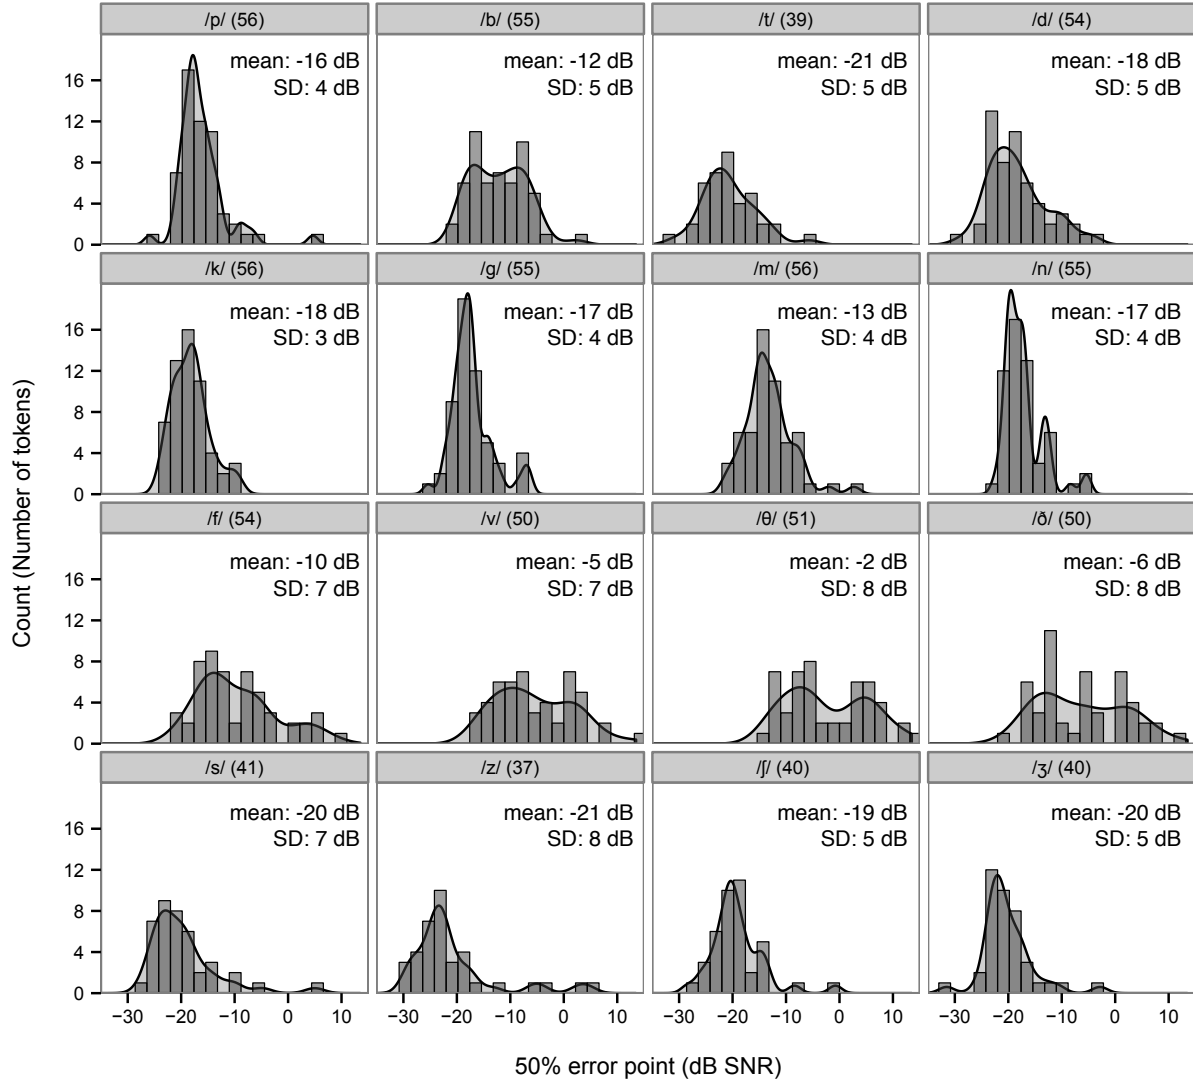 /p/ (56) /b/ (55) /t/ (39) /d/ (54)
mean: -16 dB mean: -12 dB mean: -21 dB mean: -18 dB
SD: 4 dB SD: 5 dB SD: 5 dB SD: 5 dB
16
12
8
4
0
/k/ (56) /g/ (55) /m/ (56) /n/ (55)
mean: -18 dB mean: -17 dB mean: -13 dB mean: -17 dB
SD: 3 dB SD: 4 dB SD: 4 dB SD: 4 dB
16
12
8
4
0
/f/ (54) /v/ (50) /θ/ (51) /ð/ (50)
mean: -10 dB mean: -5 dB mean: -2 dB mean: -6 dB
SD: 7 dB SD: 7 dB SD: 8 dB SD: 8 dB
16
12
8
4
0
/s/ (41) /z/ (37) /ʃ/ (40) /ʒ/ (40)
mean: -20 dB mean: -21 dB mean: -19 dB mean: -20 dB
SD: 7 dB SD: 8 dB SD: 5 dB SD: 5 dB
16
12
8
4
0
−30 −20 −10 0 10 −30 −20 −10 0 10 −30 −20 −10 0 10 −30 −20 −10 0 10
50% error point (dB SNR)
Count (Number of tokens)